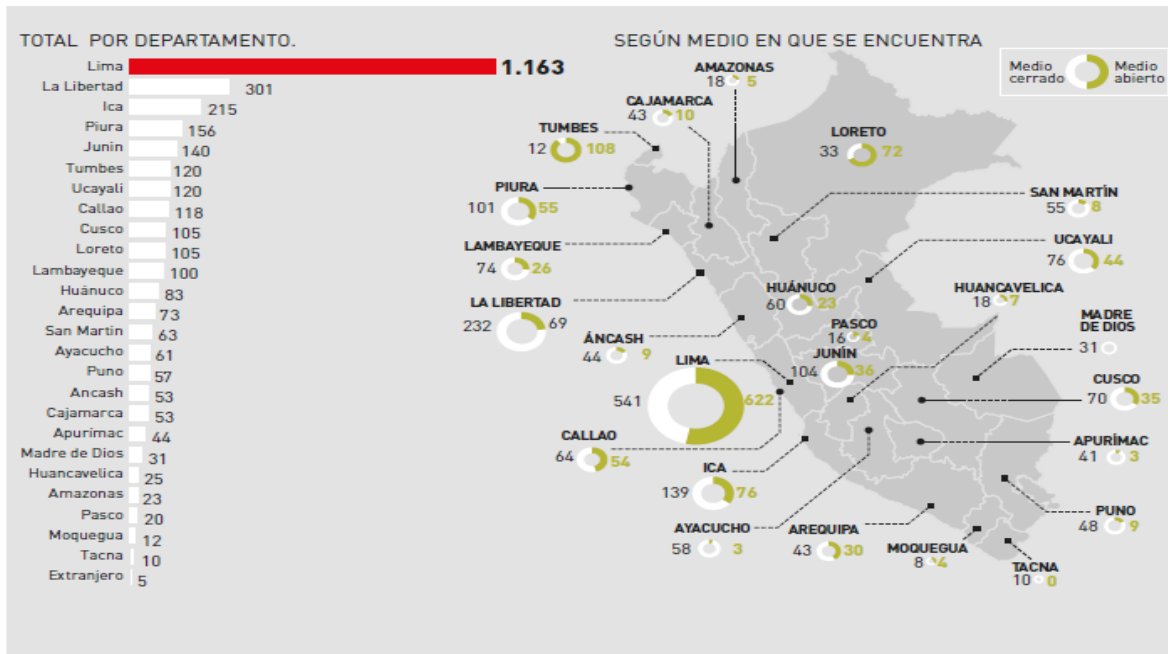 TOTAL POR DEPARTAMENTO.
Lima 1.163
La Libertad 301
Ica 215
Piura 156
Junin 140
Tumbes 120
Ucayali 120
Callao 118
Cusco 105
Loreto 105
Lambayeque 100
Huánuco 83
Arequipa 73
San Martin 63
Ayacucho 61
Puno 57
Ancash 53
Cajamarca 53
Apurímac 44
Madre de Dios 31
Huancavelica 25
Amazonas 23
Pasco 20
Moquegua 12
Tacna 10
Extranjero 5
SEGÚN MEDIO EN QUE SE ENCUENTRA
Medio cerrado
Medio abierto
AMAZONAS
18 5
CAJAMARCA
43 10
TUMBES
12 108
LORETO
33 72
PIURA
101 55
SAN MARTÍN
55 8
LAMBAYEQUE
74 26
UCAYALI
76 44
LA LIBERTAD
232 69
HUÁNUCO
60 23
HUANCAVELICA
18 7
PASCO
16 4
MADRE
DE DIOS
31
ÁNCASH
44 9
JUNÍN
104 36
LIMA
541 622
CUSCO
70 35
CALLAO
64 54
APURÍMAC
41 3
ICA
139 76
PUNO
48 9
AYACUCHO
58 3
AREQUIPA
43 30
MOQUEGUA
8 4
TACNA
10 0